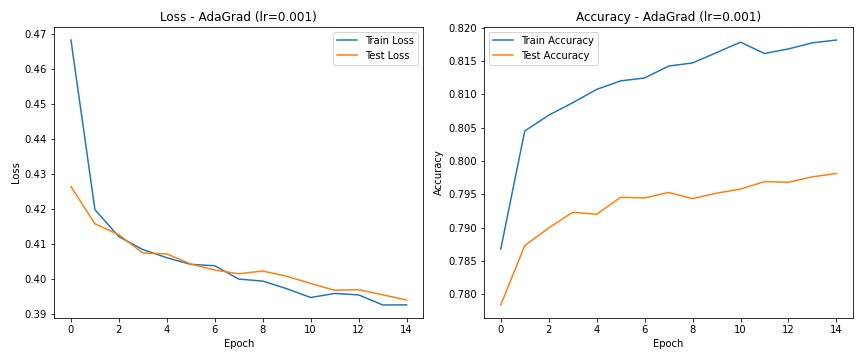 Loss - AdaGrad (lr=0.001)
Train Loss
Test Loss
0.47
0.46
0.45
0.44
0.43
0.42
0.41
0.40
0.39
Loss
0 2 4 6 8 10 12 14
Epoch
Accuracy - AdaGrad (lr=0.001)
Train Accuracy
Test Accuracy
0.820
0.815
0.810
0.805
0.800
0.795
0.790
0.785
0.780
Accuracy
0 2 4 6 8 10 12 14
Epoch